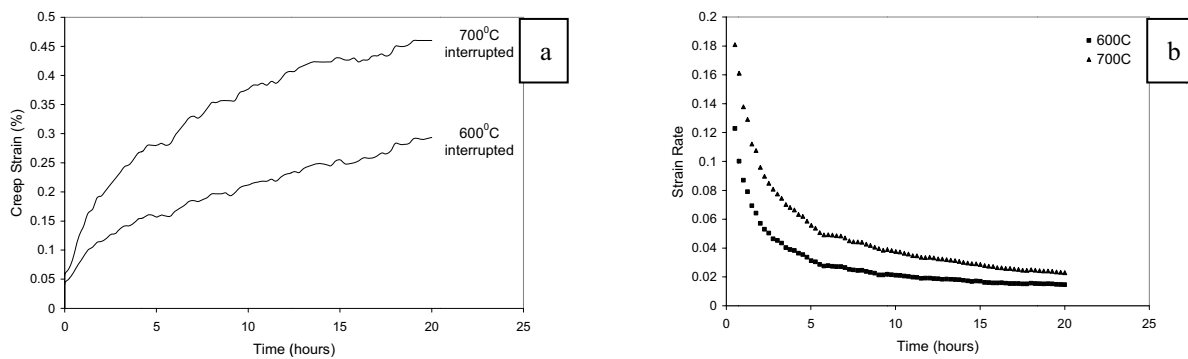 0.5
0.45
0.4
0.35
0.3
0.25
0.2
0.15
0.1
0.05
0
Creep Strain (%)
700⁰C
interrupted
600⁰C
interrupted
a
0 5 10 15 20 25
Time (hours)
0.2
0.18
0.16
0.14
0.12
0.1
0.08
0.06
0.04
0.02
0
Strain Rate
600C
700C
b
0 5 10 15 20 25
Time (hours)